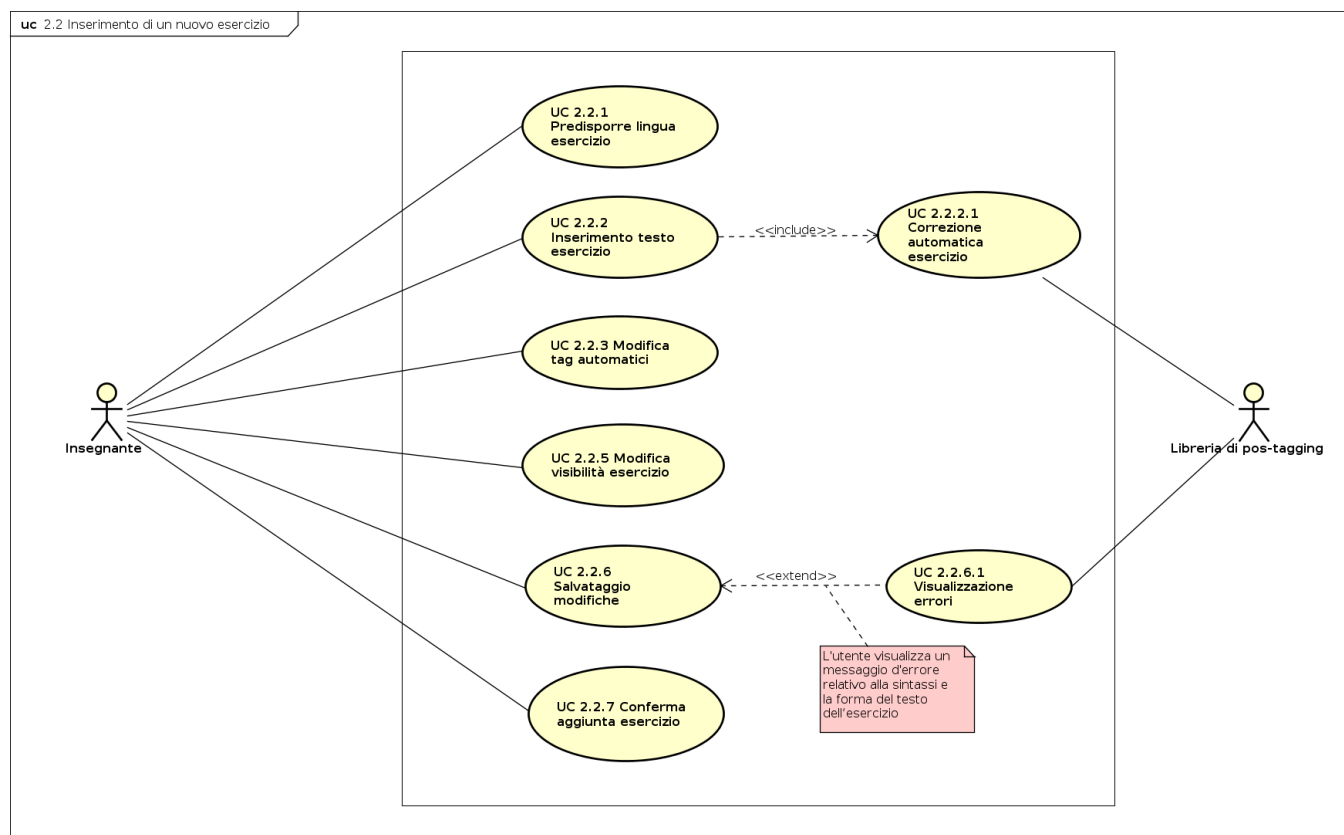 uc 2.2 Inserimento di un nuovo esercizio
UC 2.2.1
Predisporre lingua
esercizio
UC 2.2.2
Inserimento testo
esercizio
<<include>>
UC 2.2.2.1
Correzione
automatica
esercizio
UC 2.2.3 Modifica
tag automatici
Insegnante
Libreria di pos-tagging
UC 2.2.5 Modifica
visibilità esercizio
UC 2.2.6
Salvataggio
modifiche
<<extend>>
UC 2.2.6.1
Visualizzazione
errori
L'utente visualizza un
messaggio d'errore
relativo alla sintassi e
la forma del testo
dell'esercizio
UC 2.2.7 Conferma
aggiunta esercizio